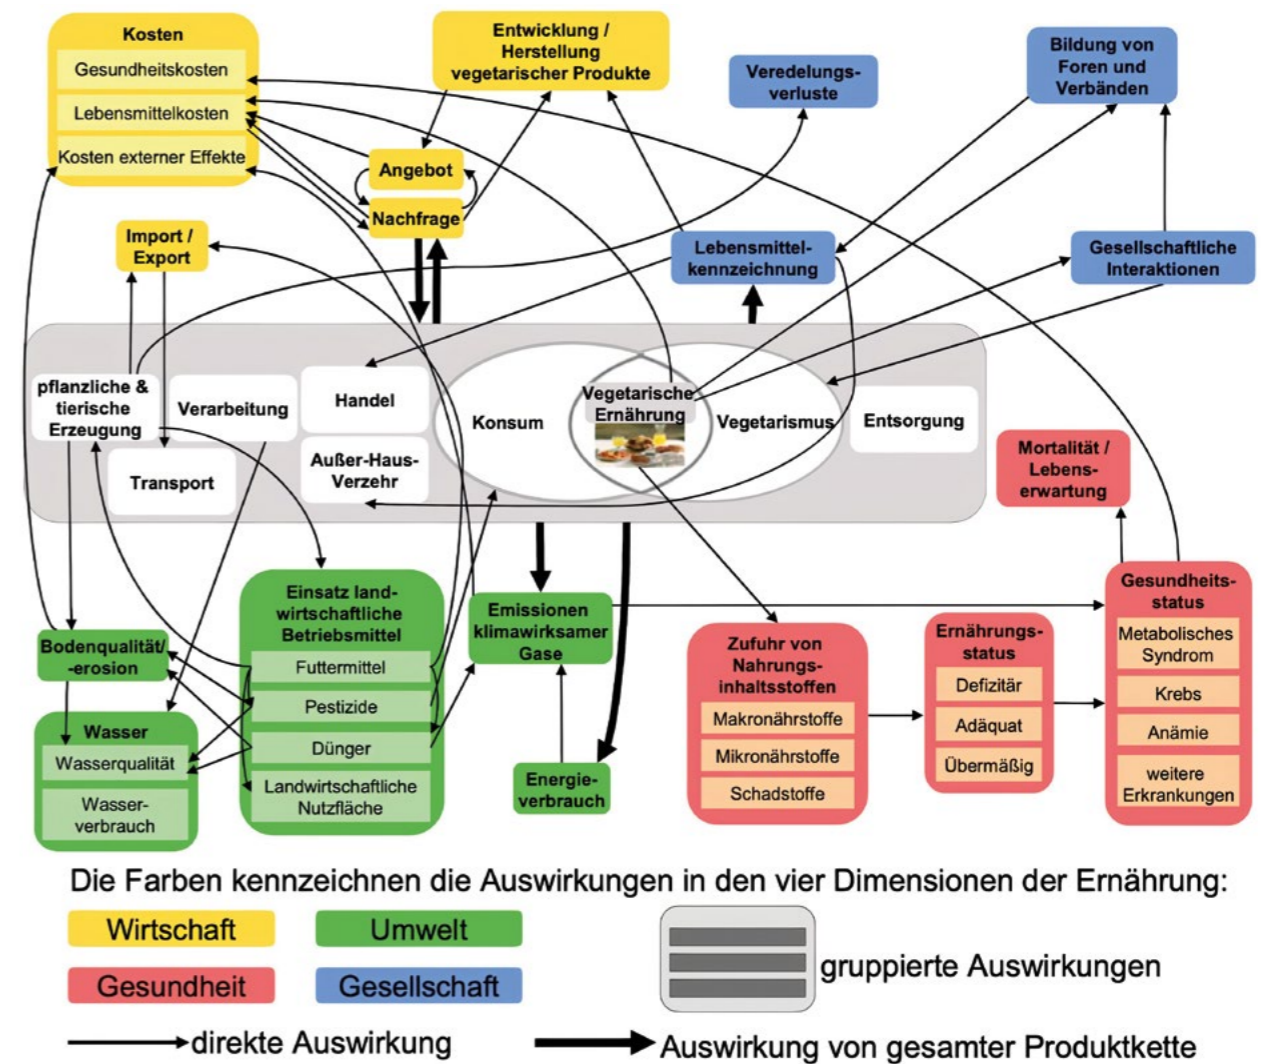 Kosten
Gesundheitskosten
Lebensmittelkosten
Kosten externer Effekte
Entwicklung /
Herstellung
vegetarischer Produkte
Veredelungs-
verluste
Bildung von
Foren und
Verbänden
Angebot
Nachfrage
Import /
Export
Lebensmittel-
kennzeichnung
Gesellschaftliche
Interaktionen
pflanzliche &
tierische
Erzeugung
Verarbeitung
Handel
Transport
Außer-Haus-
Verzehr
Konsum
Vegetarische
Ernährung
Vegetarismus
Entsorgung
Mortalität /
Lebens-
erwartung
Bodenqualität/
-erosion
Wasser
Wasserqualität
Wasser-
verbrauch
Einsatz land-
wirtschaftliche
Betriebsmittel
Futtermittel
Pestizide
Dünger
Landwirtschaftliche
Nutzfläche
Emissionen
klimawirksamer
Gase
Energie-
verbrauch
Zufuhr von
Nahrungs-
inhaltsstoffen
Makronährstoffe
Mikronährstoffe
Schadstoffe
Ernährungs-
status
Defizitär
Adäquat
Übermäßig
Gesundheits-
status
Metabolisches
Syndrom
Krebs
Anämie
weitere
Erkrankungen
Die Farben kennzeichnen die Auswirkungen in den vier Dimensionen der Ernährung:
Wirtschaft
Umwelt
Gesundheit
Gesellschaft
gruppierte Auswirkungen
direkte Auswirkung
Auswirkung von gesamter Produktkette